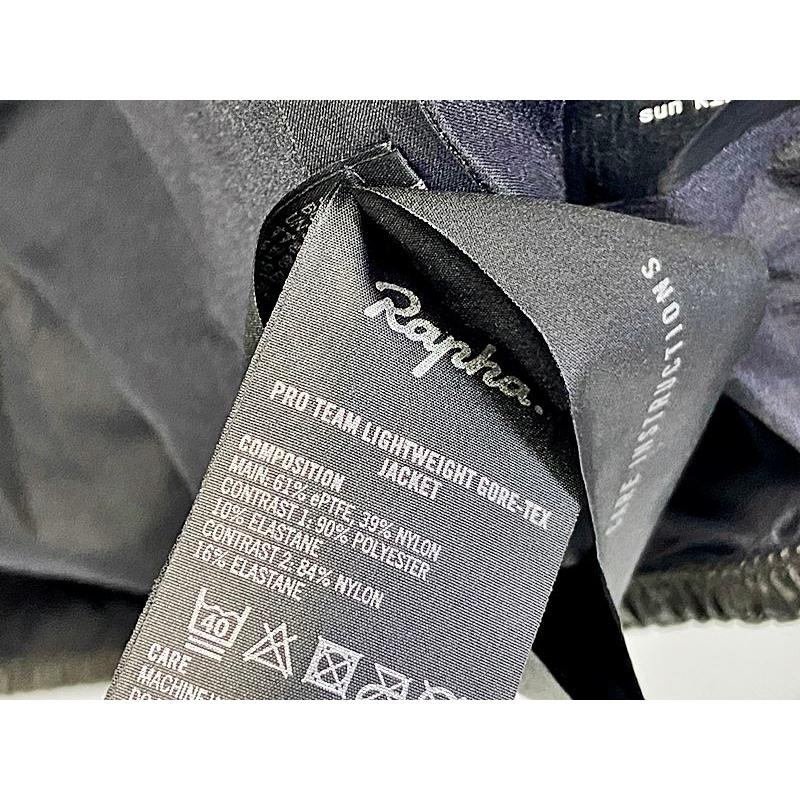 sun
Rapha.
PRO TEAM LIGHTWEIGHT GORE-TEX
JACKET
COMPOSITION
MAIN: 61% ePTFE, 39% NYLON
CONTRAST 1: 90% POLYESTER
10% ELASTANE
CONTRAST 2: 84% NYLON
16% ELASTANE
40
CARE
CARE INSTRUCTIONS